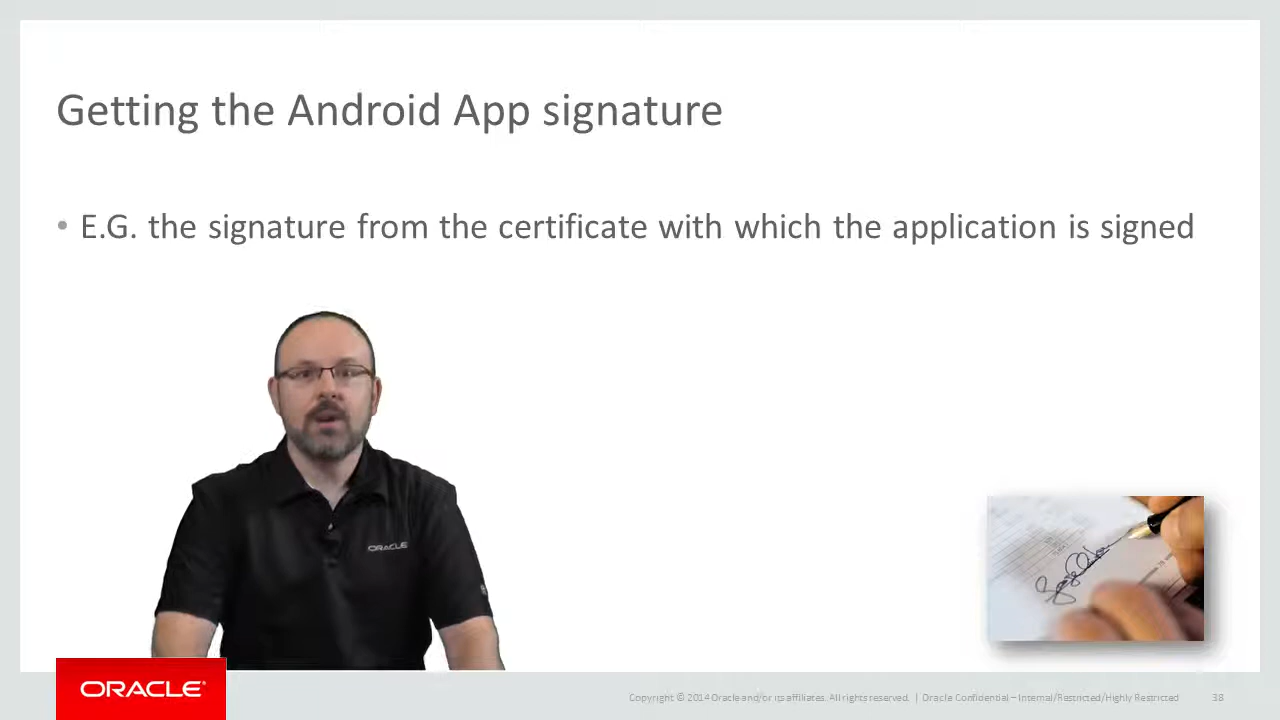 Getting the Android App signature
• E.G. the signature from the certificate with which the application is signed
ORACLE
ORACLE®
Copyright © 2014 Oracle and/or its affiliates. All rights reserved. | Oracle Confidential – Internal/Restricted/Highly Restricted 38